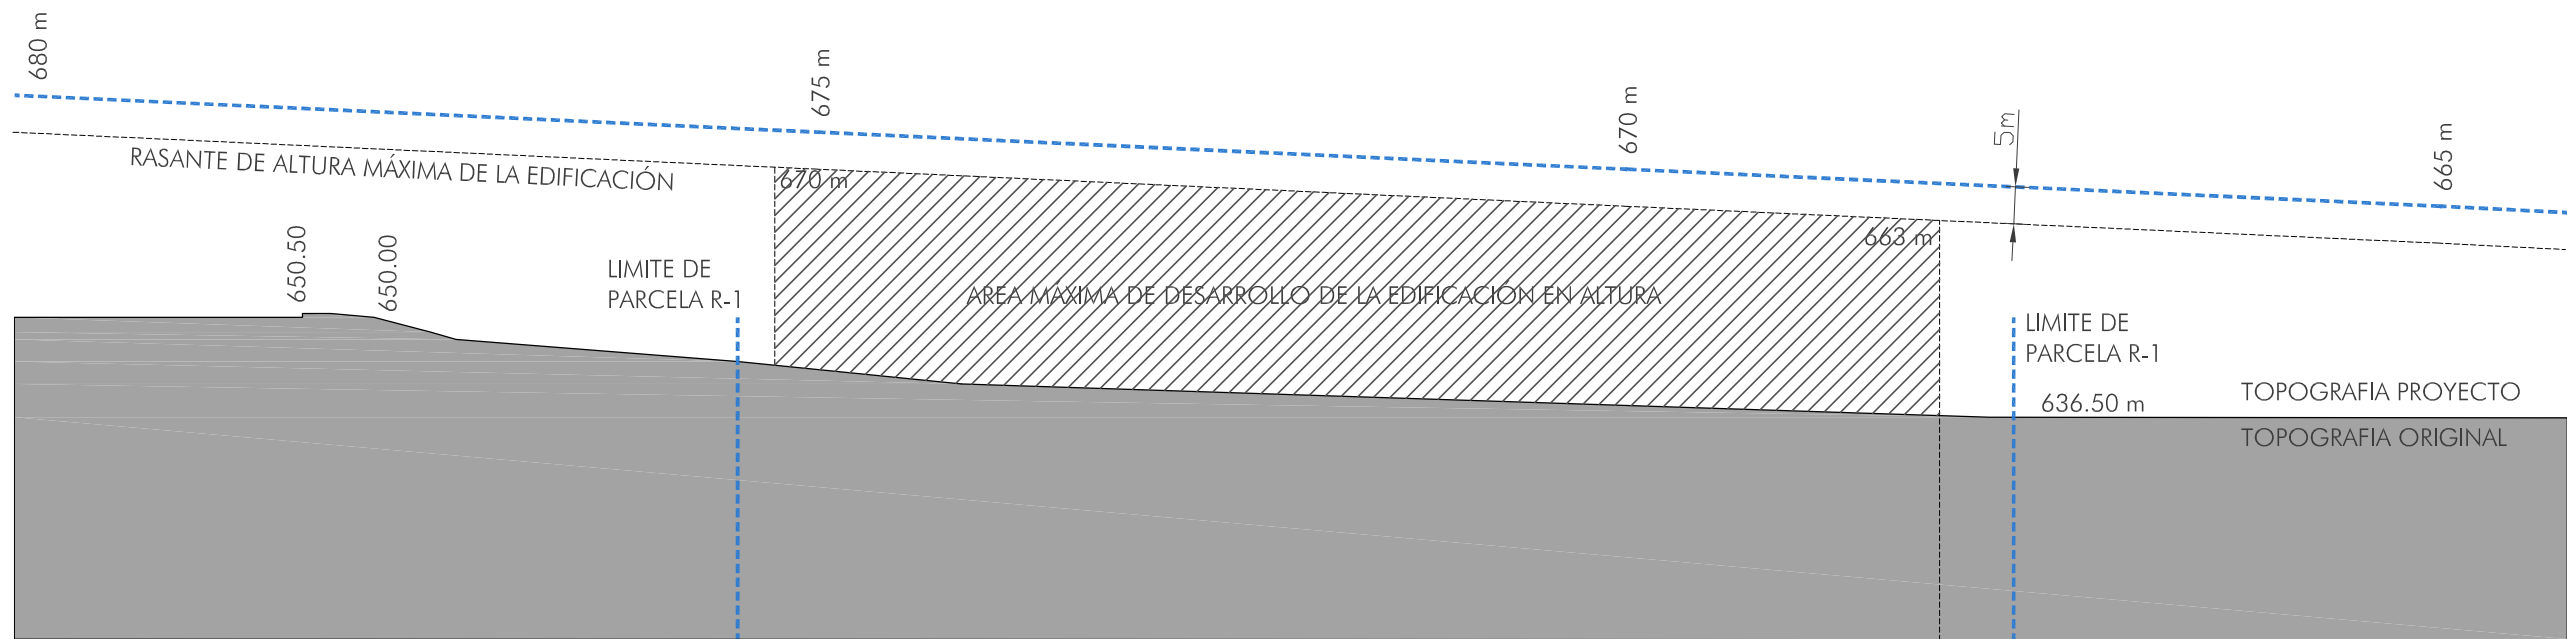 680 m
675 m
670 m
5m
665 m
RASANTE DE ALTURA MÁXIMA DE LA EDIFICACIÓN
670 m
663 m
650.50
650.00
LIMITE DE
PARCELA R-1
AREA MÁXIMA DE DESARROLLO DE LA EDIFICACIÓN EN ALTURA
LIMITE DE
PARCELA R-1
636.50 m
TOPOGRAFIA PROYECTO
TOPOGRAFIA ORIGINAL